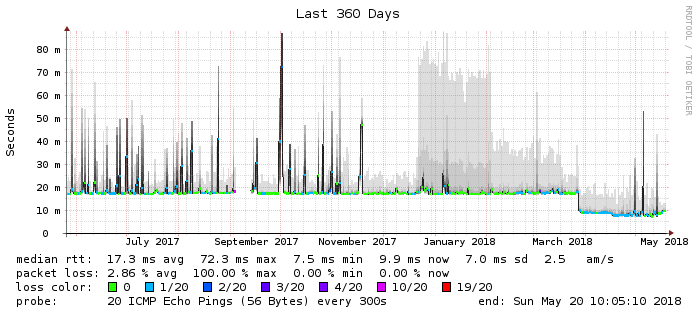 Last 360 Days
RRDTOOL / TOBI OETIKER
Seconds
80 m
70 m
60 m
50 m
40 m
30 m
20 m
10 m
0
July 2017 September 2017 November 2017 January 2018 March 2018 May 2018
median rtt: 17.3 ms avg 72.3 ms max 7.5 ms min 9.9 ms now 7.0 ms sd 2.5 am/s
packet loss: 2.86 % avg 100.00 % max 0.00 % min 0.00 % now
loss color: 0 1/20 2/20 3/20 4/20 10/20 19/20
probe: 20 ICMP Echo Pings (56 Bytes) every 300s end: Sun May 20 10:05:10 2018